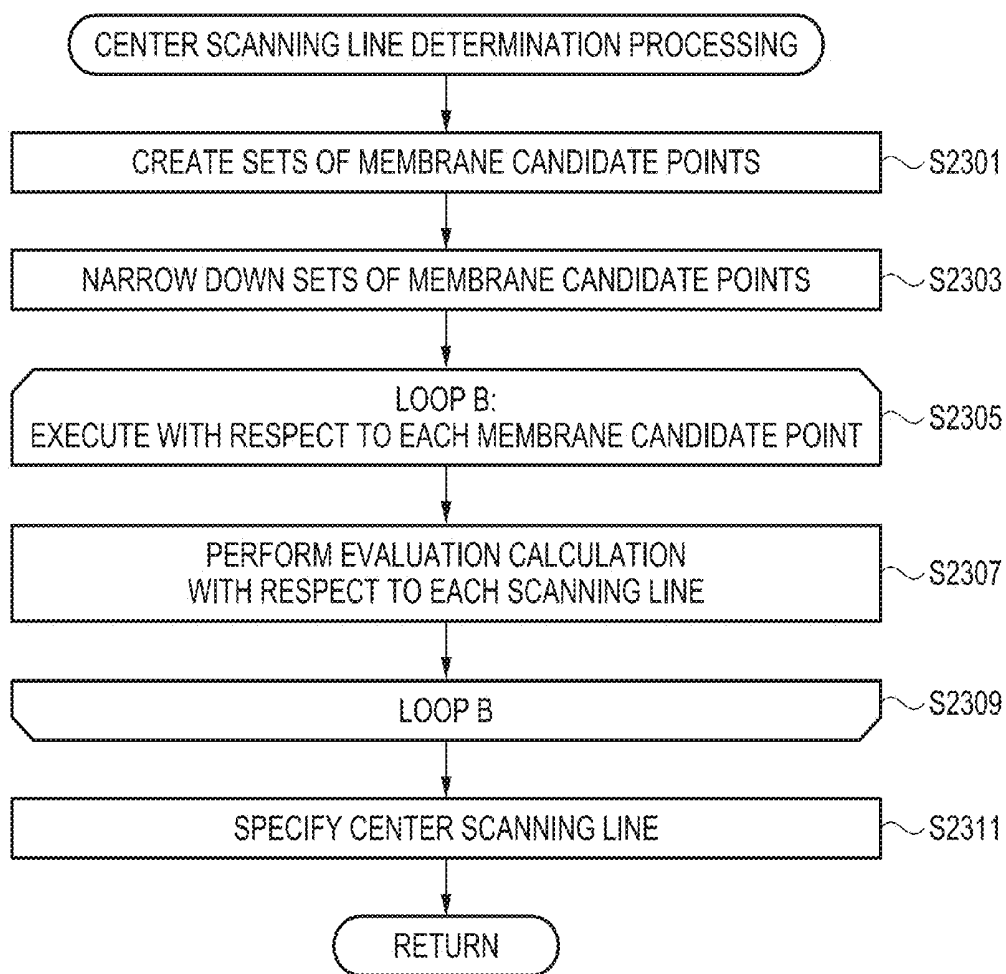 CENTER SCANNING LINE DETERMINATION PROCESSING
CREATE SETS OF MEMBRANE CANDIDATE POINTS
S2301
NARROW DOWN SETS OF MEMBRANE CANDIDATE POINTS
S2303
LOOP B:
EXECUTE WITH RESPECT TO EACH MEMBRANE CANDIDATE POINT
S2305
PERFORM EVALUATION CALCULATION
WITH RESPECT TO EACH SCANNING LINE
S2307
LOOP B
S2309
SPECIFY CENTER SCANNING LINE
S2311
RETURN